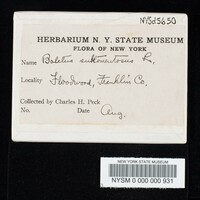 NYSd5650
HERBARIUM N. Y. STATE MUSEUM
FLORA OF NEW YORK
Name Boletus subtomentosus L.
Locality Floodwood, Franklin Co.
Collected by Charles H. Peck
No. Date Aug.
NEW YORK STATE MUSEUM
NYSM 0 000 000 931